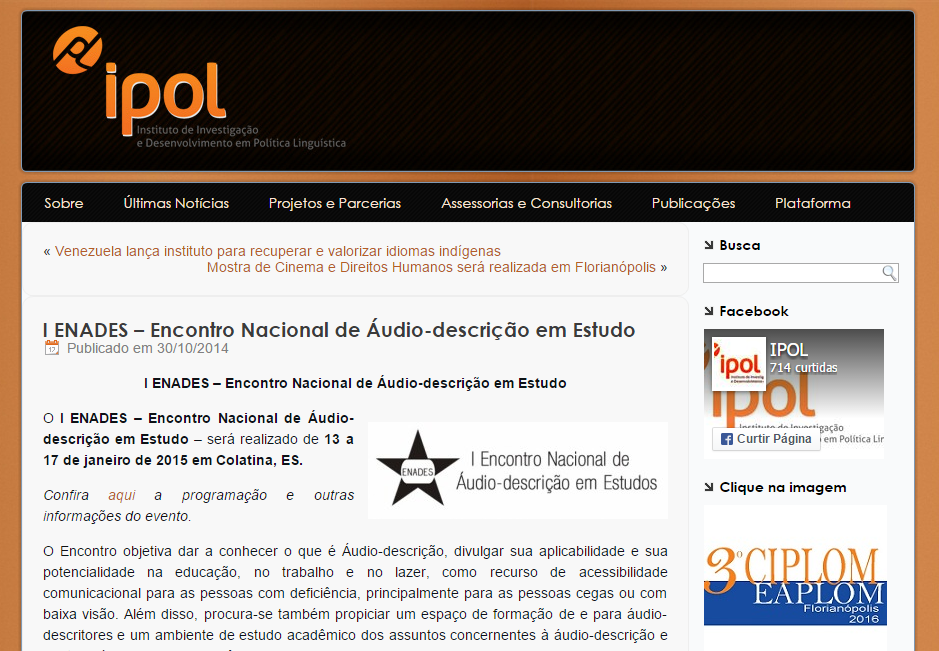 ipol
Instituto de Investigação
e Desenvolvimento em Política Linguística
Sobre
Últimas Notícias
Projetos e Parcerias
Assessorias e Consultorias
Publicações
Plataforma
« Venezuela lança instituto para recuperar e valorizar idiomas indígenas
Mostra de Cinema e Direitos Humanos será realizada em Florianópolis »
I ENADES – Encontro Nacional de Áudio-descrição em Estudo
Publicado em 30/10/2014
I ENADES – Encontro Nacional de Áudio-descrição em Estudo
O I ENADES – Encontro Nacional de Áudio-
descrição em Estudo – será realizado de 13 a
17 de janeiro de 2015 em Colatina, ES.
Confira aqui a programação e outras
informações do evento.
ENADES
I Encontro Nacional de
Áudio-descrição em Estudos
O Encontro objetiva dar a conhecer o que é Áudio-descrição, divulgar sua aplicabilidade e sua
potencialidade na educação, no trabalho e no lazer, como recurso de acessibilidade
comunicacional para as pessoas com deficiência, principalmente para as pessoas cegas ou com
baixa visão. Além disso, procura-se também propiciar um espaço de formação de e para áudio-
descritores e um ambiente de estudo acadêmico dos assuntos concernentes à áudio-descrição e
Busca
Facebook
ipol
IPOL
714 curtidas
ipol
Instituto de Investigação
e Desenvolvimento em Política Lin
Curtir Página
Clique na imagem
3º CIPLOM
EAPLOM
Florianópolis
2016